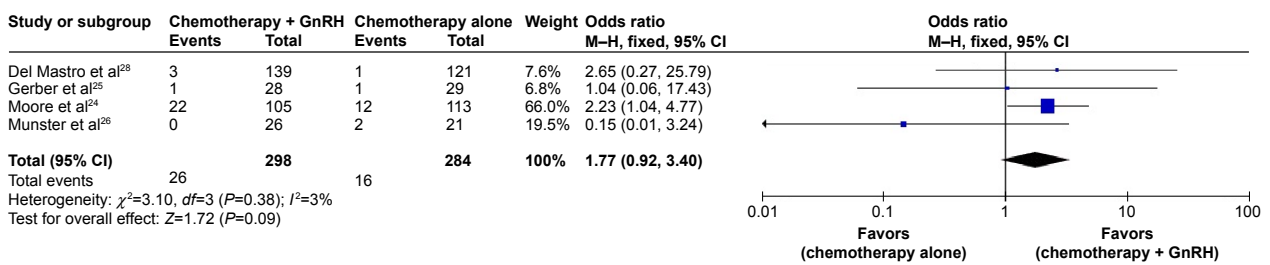 Study or subgroup Chemotherapy + GnRH Chemotherapy alone Weight Odds ratio Odds ratio
Events Total Events Total M–H, fixed, 95% CI M–H, fixed, 95% CI
Del Mastro et al28 3 139 1 121 7.6% 2.65 (0.27, 25.79)
Gerber et al25 1 28 1 29 6.8% 1.04 (0.06, 17.43)
Moore et al24 22 105 12 113 66.0% 2.23 (1.04, 4.77)
Munster et al26 0 26 2 21 19.5% 0.15 (0.01, 3.24)
Total (95% CI) 298 284 100% 1.77 (0.92, 3.40)
Total events 26 16
Heterogeneity: χ2=3.10, df=3 (P=0.38); I2=3%
Test for overall effect: Z=1.72 (P=0.09)
0.01 0.1 1 10 100
Favors Favors
(chemotherapy alone) (chemotherapy + GnRH)